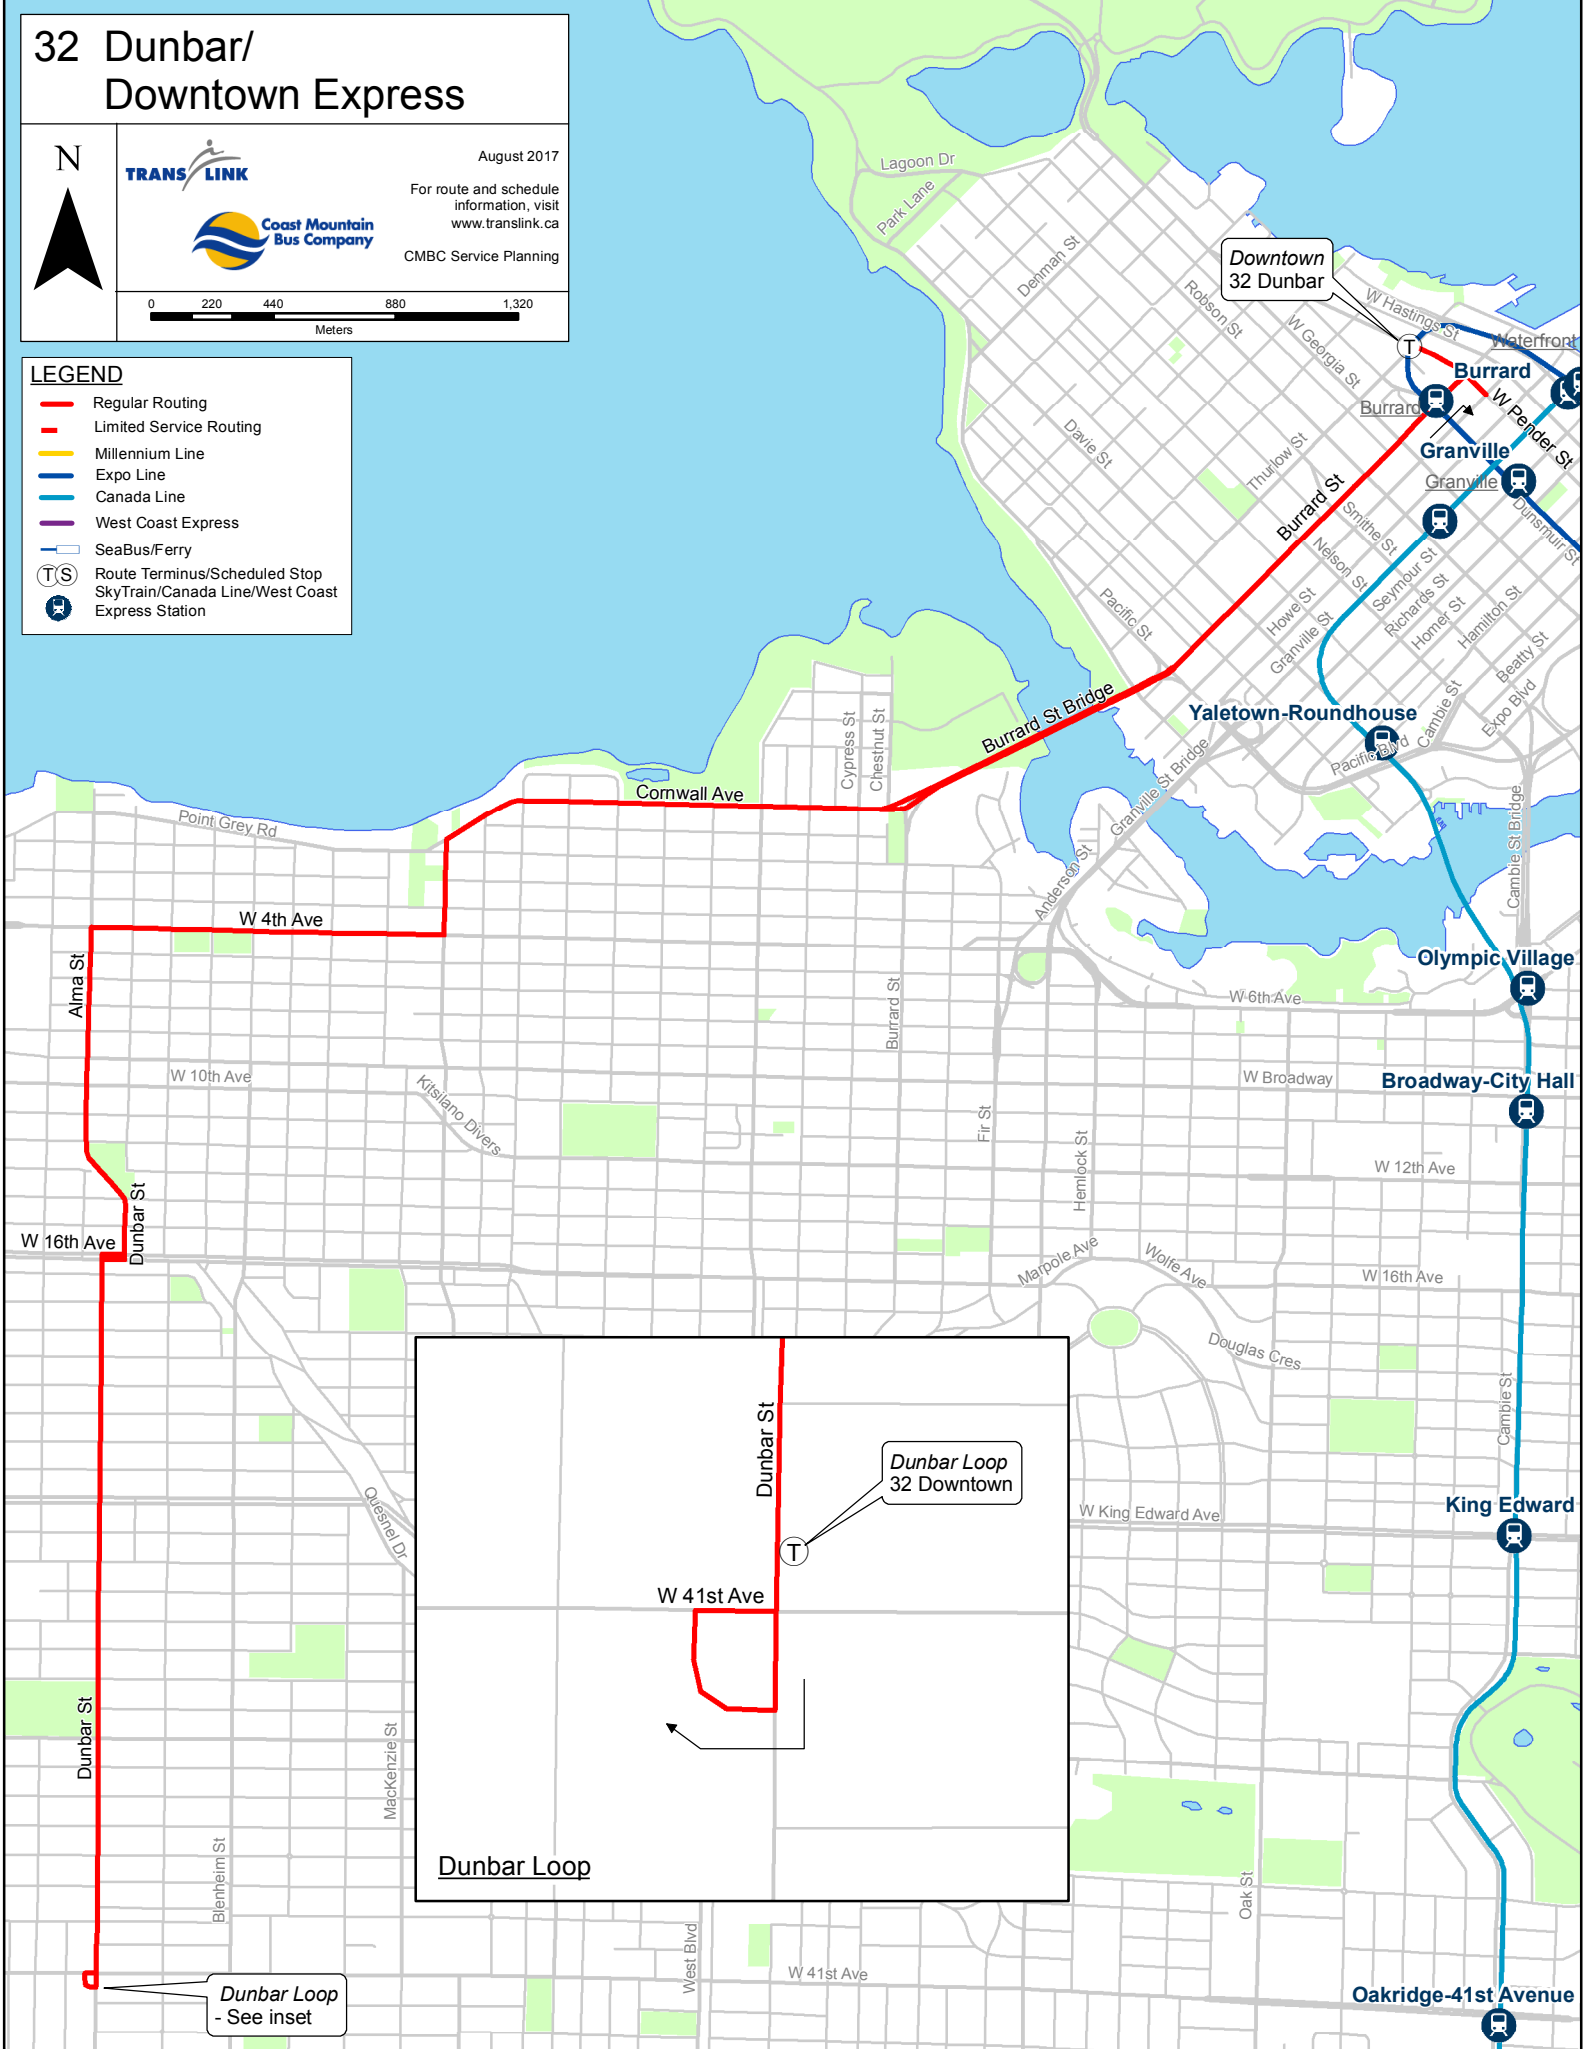 32 Dunbar/
Downtown Express
N
TRANS LINK
Coast Mountain
Bus Company
August 2017
For route and schedule
information, visit
www.translink.ca
CMBC Service Planning
0 220 440 880 1,320
Meters
LEGEND
Regular Routing
Limited Service Routing
Millennium Line
Expo Line
Canada Line
West Coast Express
SeaBus/Ferry
T S Route Terminus/Scheduled Stop
SkyTrain/Canada Line/West Coast
Express Station
Lagoon Dr
Park Lane
Denman St
Robson St
W Georgia St
Downtown
32 Dunbar
W Hastings St
T
Waterfront
Burrard
Burrard
W Pender St
Granville
Granville
Dunsmuir St
Davie St
Thurlow St
Burrard St
Smithe St
Nelson St
Seymour St
Richards St
Homer St
Hamilton St
Howe St
Granville St
Beatty St
Expo Blvd
Cambie St
Pacific St
Burrard St Bridge
Yaletown-Roundhouse
Pacific Blvd
Granville St Bridge
Cambie St Bridge
Cypress St
Chestnut St
Cornwall Ave
Point Grey Rd
Anderson St
W 4th Ave
Alma St
Olympic Village
W 6th Ave
Burrard St
W 10th Ave
W Broadway
Broadway-City Hall
Kitsilano Divers
Fir St
Hemlock St
W 12th Ave
Dunbar St
W 16th Ave
Marpole Ave
Wolfe Ave
W 16th Ave
Douglas Cres
Cambie St
Dunbar St
Dunbar Loop
32 Downtown
T
W 41st Ave
Dunbar Loop
Quesnel Dr
W King Edward Ave
King Edward
Dunbar St
MacKenzie St
Blenheim St
Oak St
West Blvd
W 41st Ave
Dunbar Loop
- See inset
Oakridge-41st Avenue